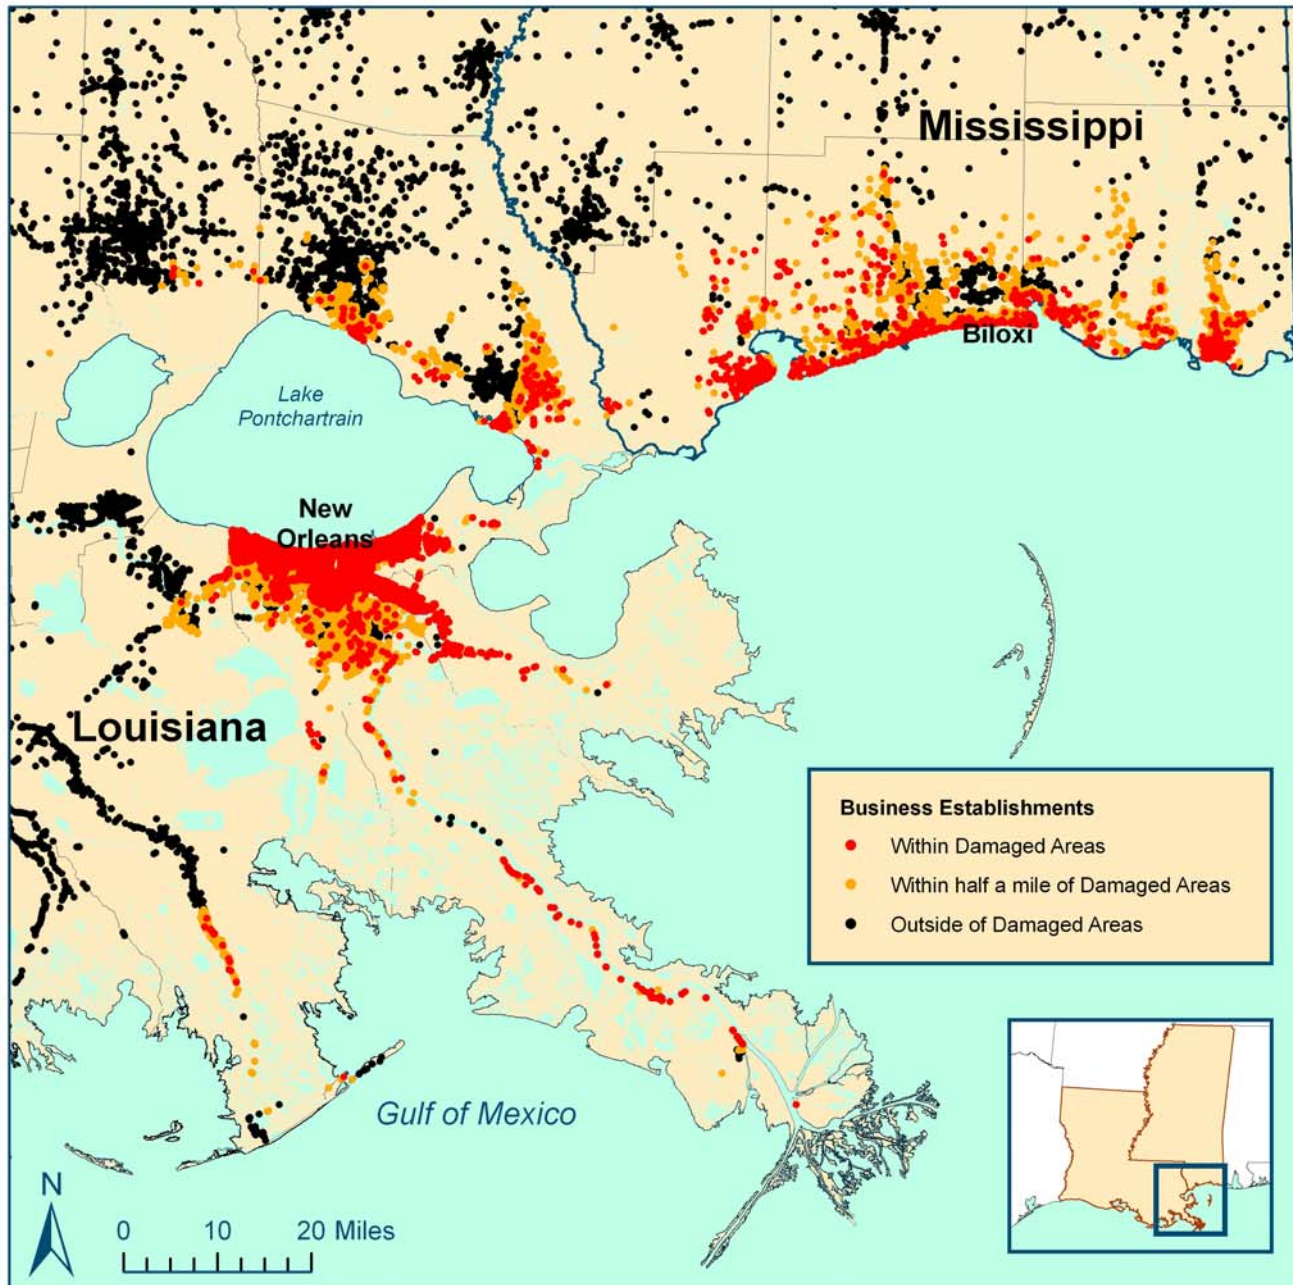 Mississippi
Biloxi
Lake
Pontchartrain
New
Orleans
Louisiana
Business Establishments
Within Damaged Areas
Within half a mile of Damaged Areas
Outside of Damaged Areas
Gulf of Mexico
N
0 10 20 Miles